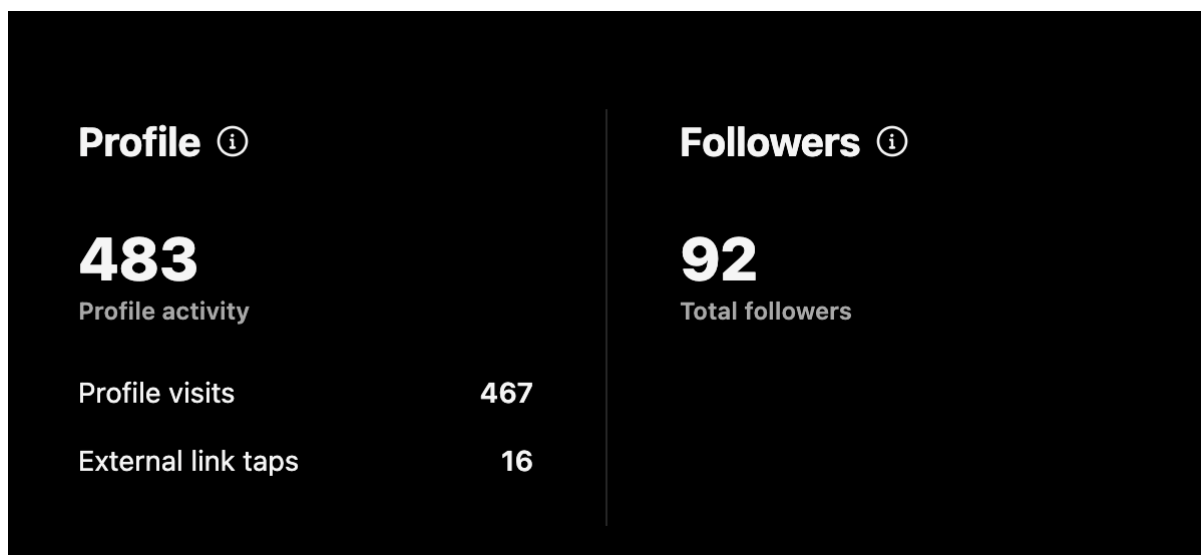 Profile
483
Profile activity
Profile visits 467
External link taps 16
Followers
92
Total followers